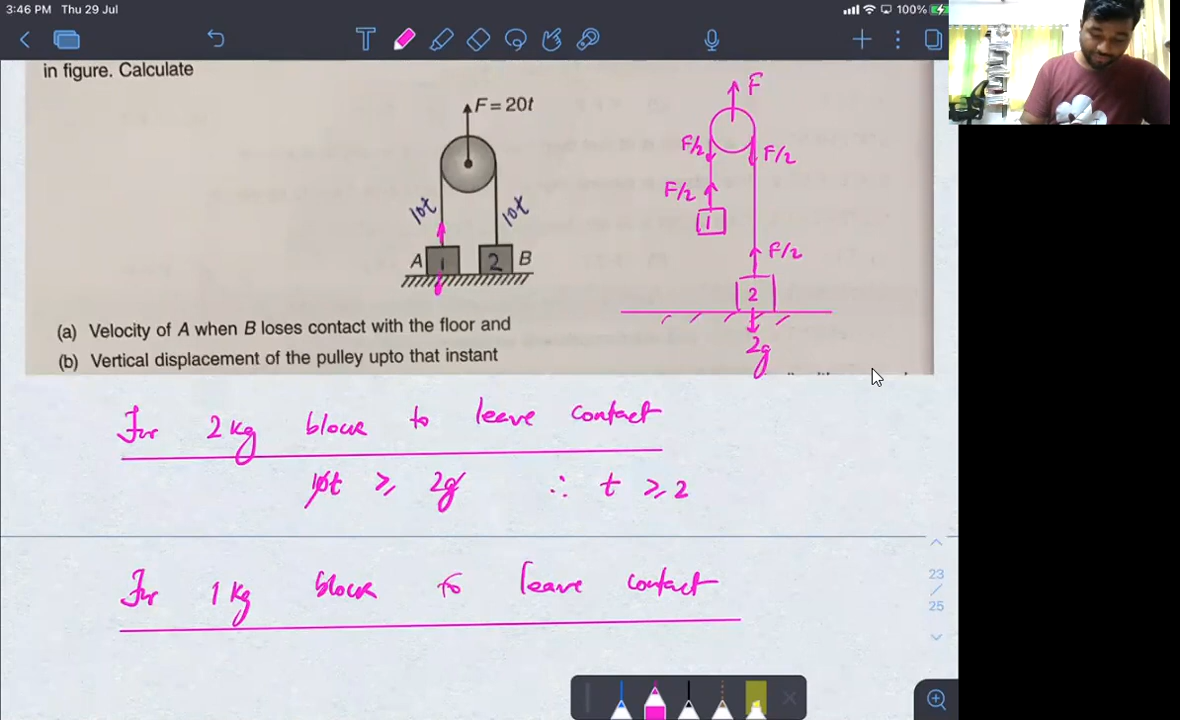 3:46 PM Thu 29 Jul
100%
T
in figure. Calculate
F = 20t
10t
10t
A 1 2 B
F
F/2
F/2
F/2
1
F/2
2
2g
(a) Velocity of A when B loses contact with the floor and
(b) Vertical displacement of the pulley upto that instant
For 2 kg block to leave contact
10t ≥ 2g ∴ t ≥ 2
For 1 kg block to leave contact
23
/
25